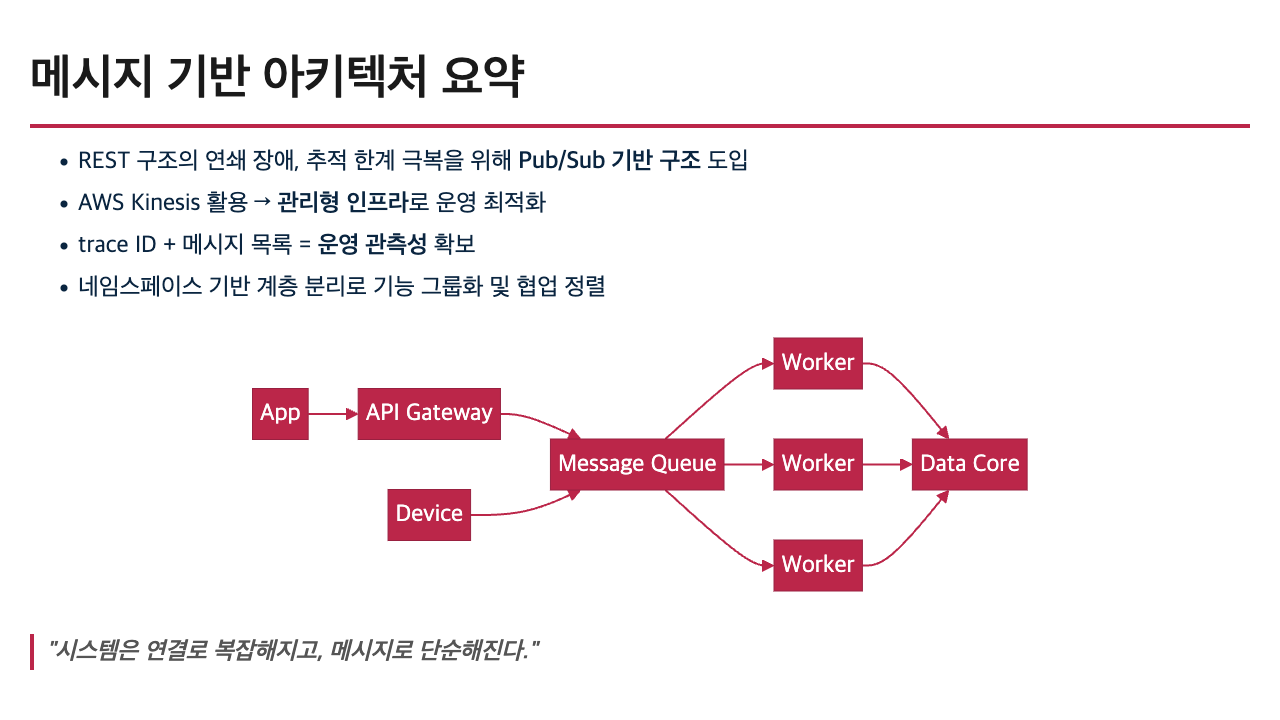 메시지 기반 아키텍처 요약
• REST 구조의 연쇄 장애, 추적 한계 극복을 위해 Pub/Sub 기반 구조 도입
• AWS Kinesis 활용 → 관리형 인프라로 운영 최적화
• trace ID + 메시지 목록 = 운영 관측성 확보
• 네임스페이스 기반 계층 분리로 기능 그룹화 및 협업 정렬
App
API Gateway
Device
Message Queue
Worker
Worker
Worker
Data Core
"시스템은 연결로 복잡해지고, 메시지로 단순해진다."